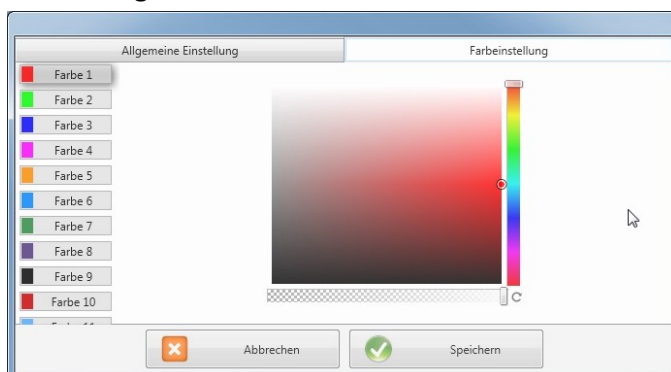 Allgemeine Einstellung Farbeinstellung
Farbe 1
Farbe 2
Farbe 3
Farbe 4
Farbe 5
Farbe 6
Farbe 7
Farbe 8
Farbe 9
Farbe 10
Abbrechen Speichern